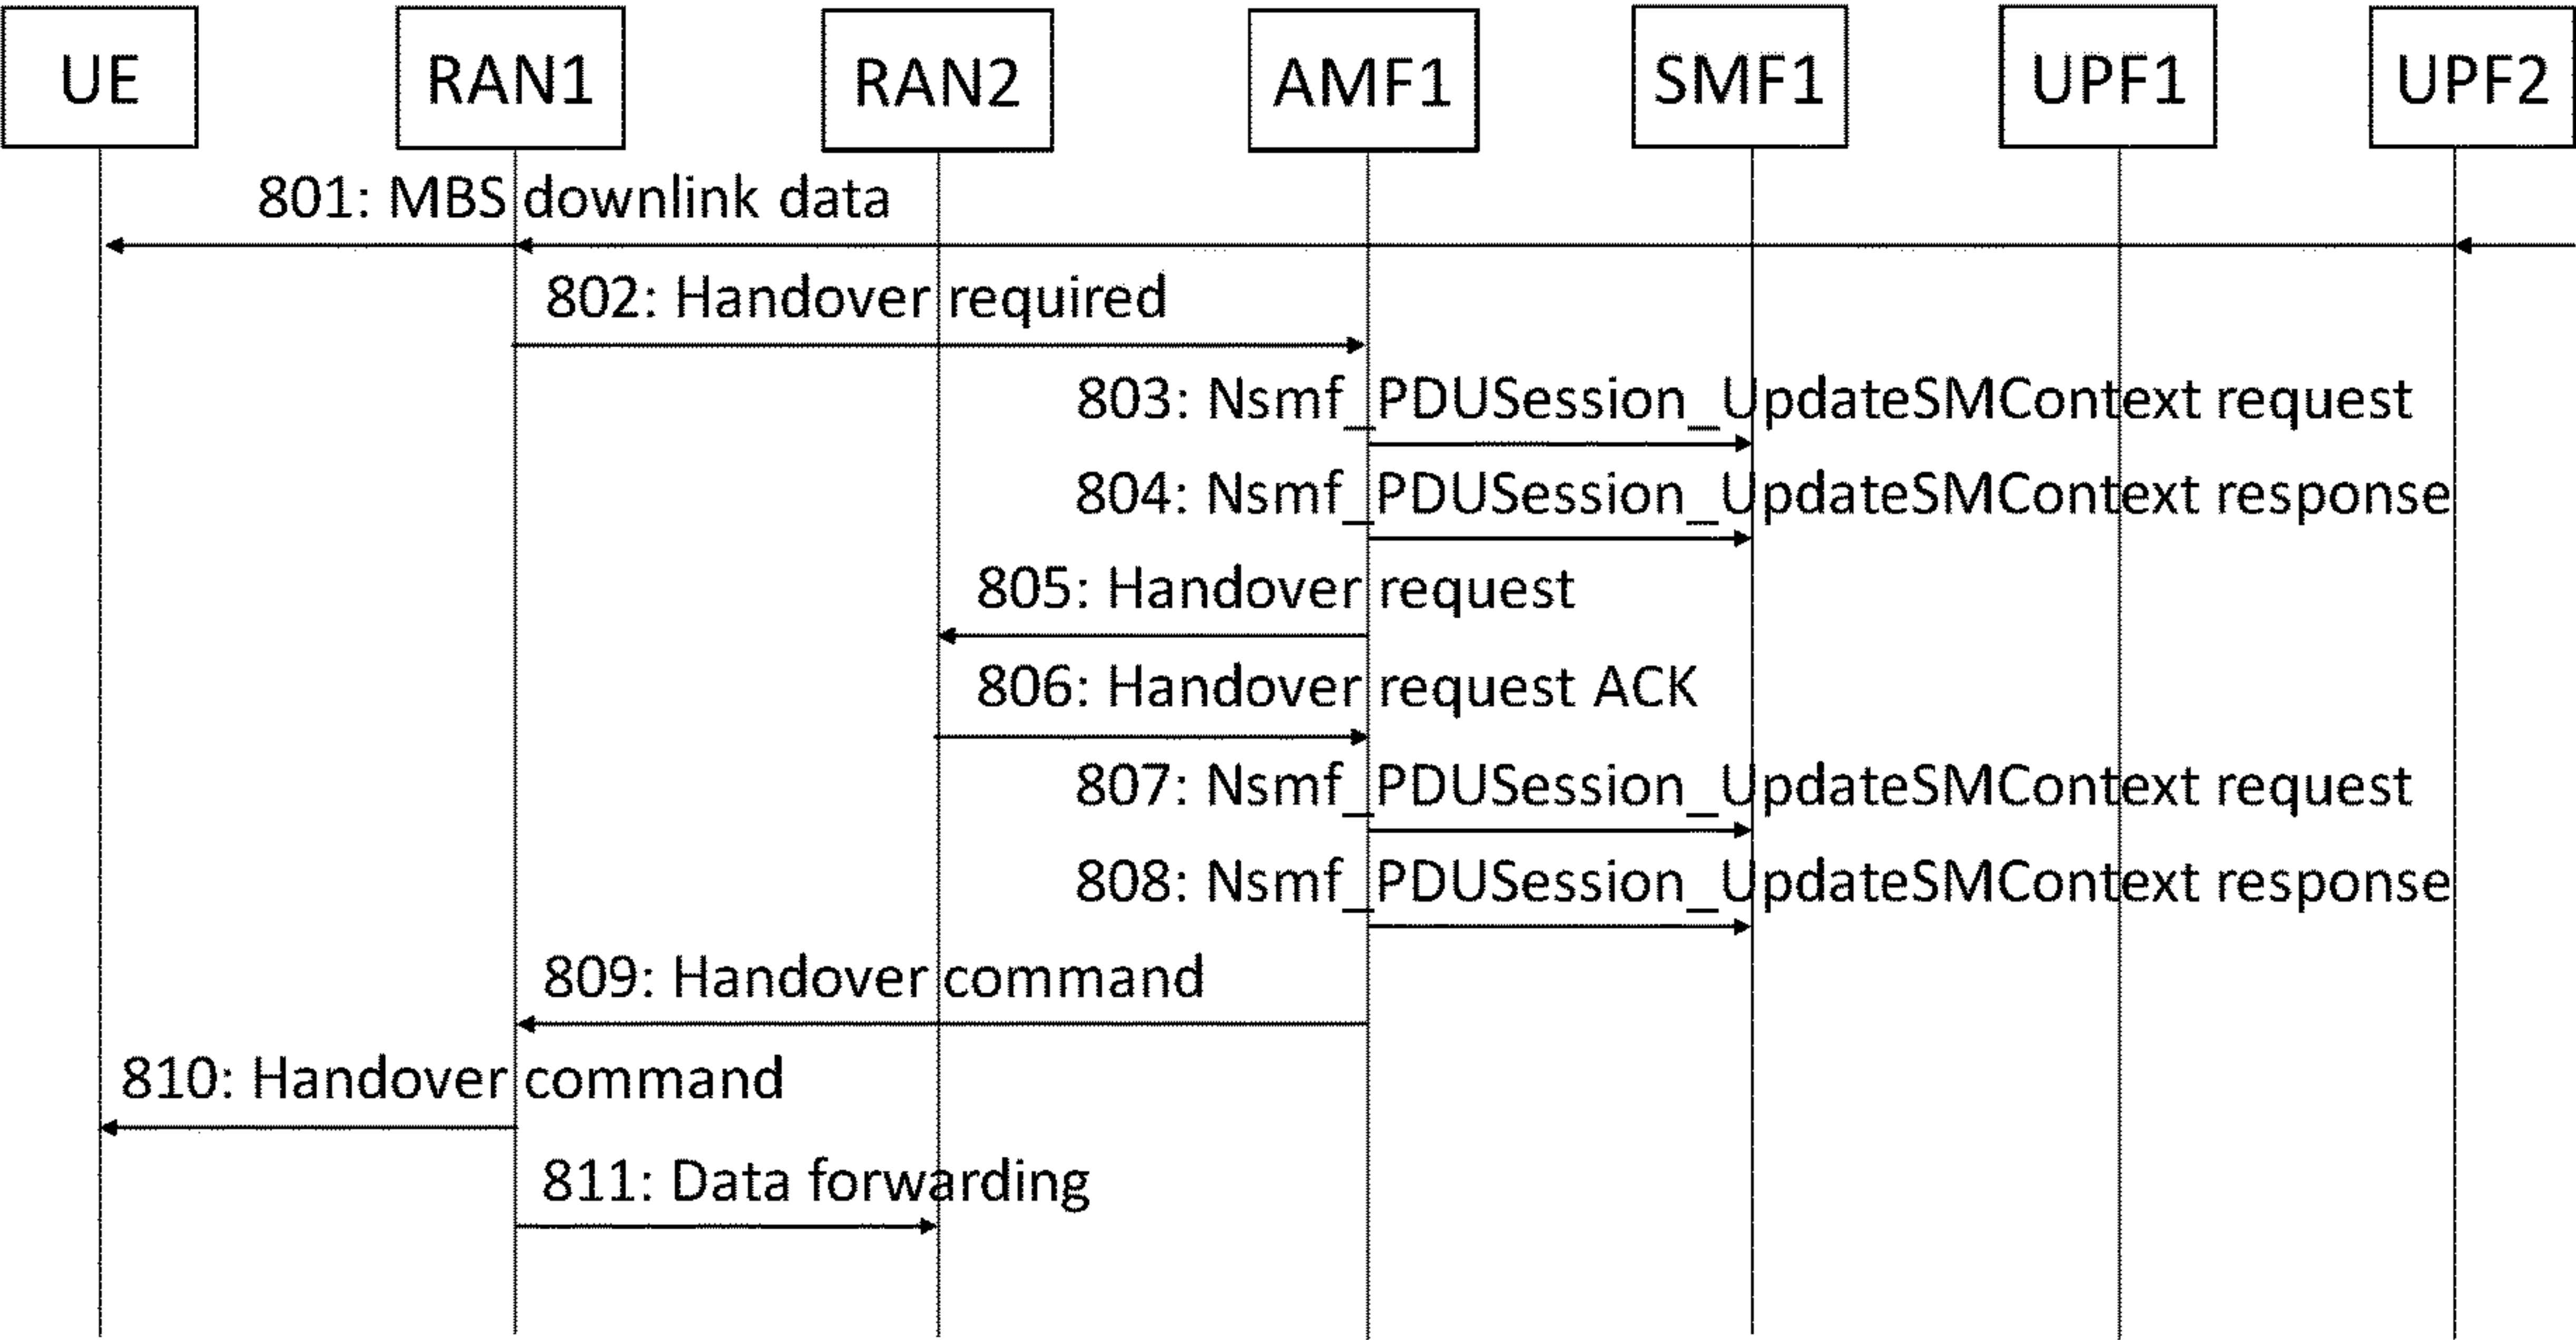 UE RAN1 RAN2 AMF1 SMF1 UPF1 UPF2
801: MBS downlink data
802: Handover required
803: Nsmf_PDUSession_UpdateSMContext request
804: Nsmf_PDUSession_UpdateSMContext response
805: Handover request
806: Handover request ACK
807: Nsmf_PDUSession_UpdateSMContext request
808: Nsmf_PDUSession_UpdateSMContext response
809: Handover command
810: Handover command
811: Data forwarding